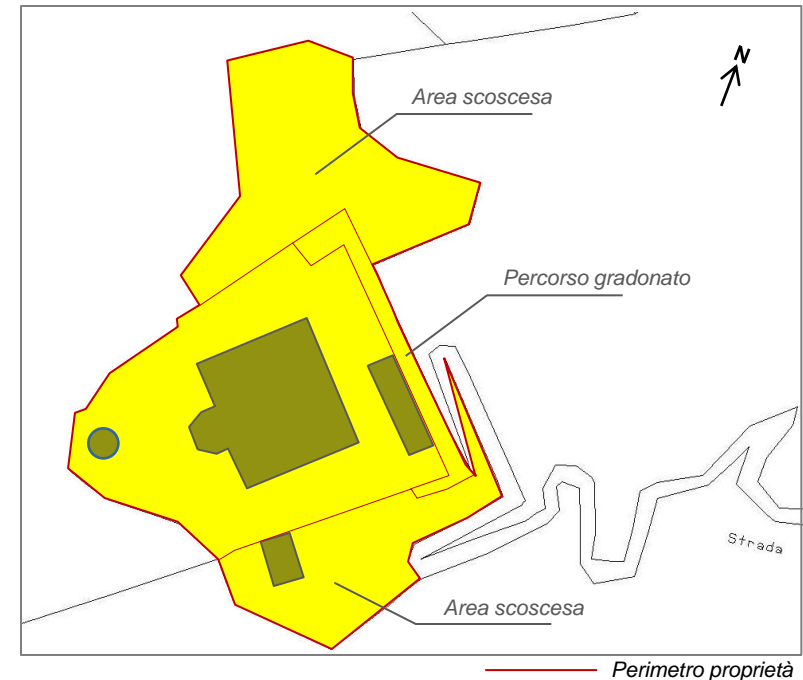 N
Area scoscesa
Percorso gradonato
Strada
Area scoscesa
Perimetro proprietà